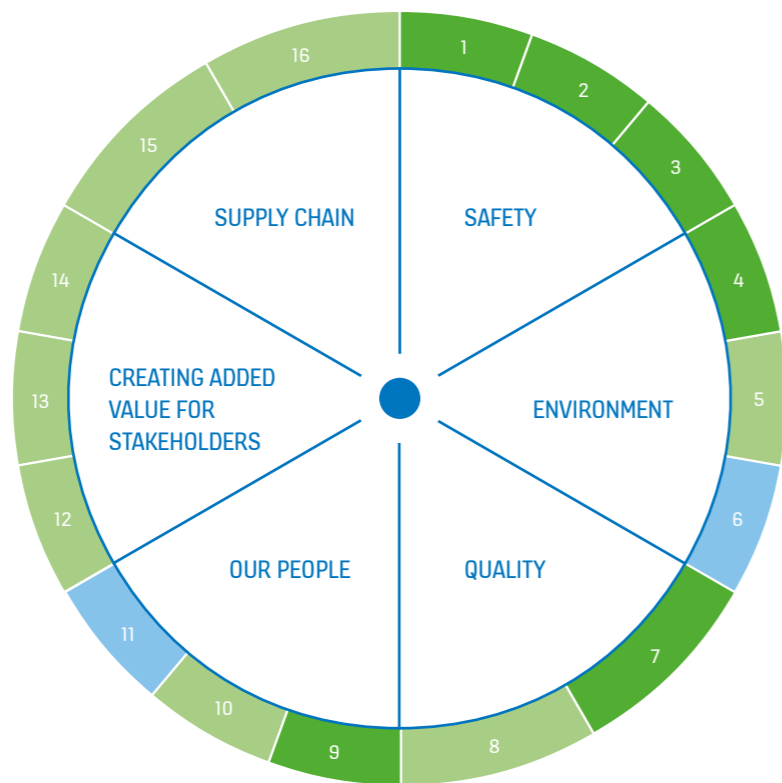 16
1
2
15
3
SUPPLY CHAIN
SAFETY
14
4
CREATING ADDED
VALUE FOR
STAKEHOLDERS
13
ENVIRONMENT
5
12
6
OUR PEOPLE
QUALITY
11
7
10
9
8